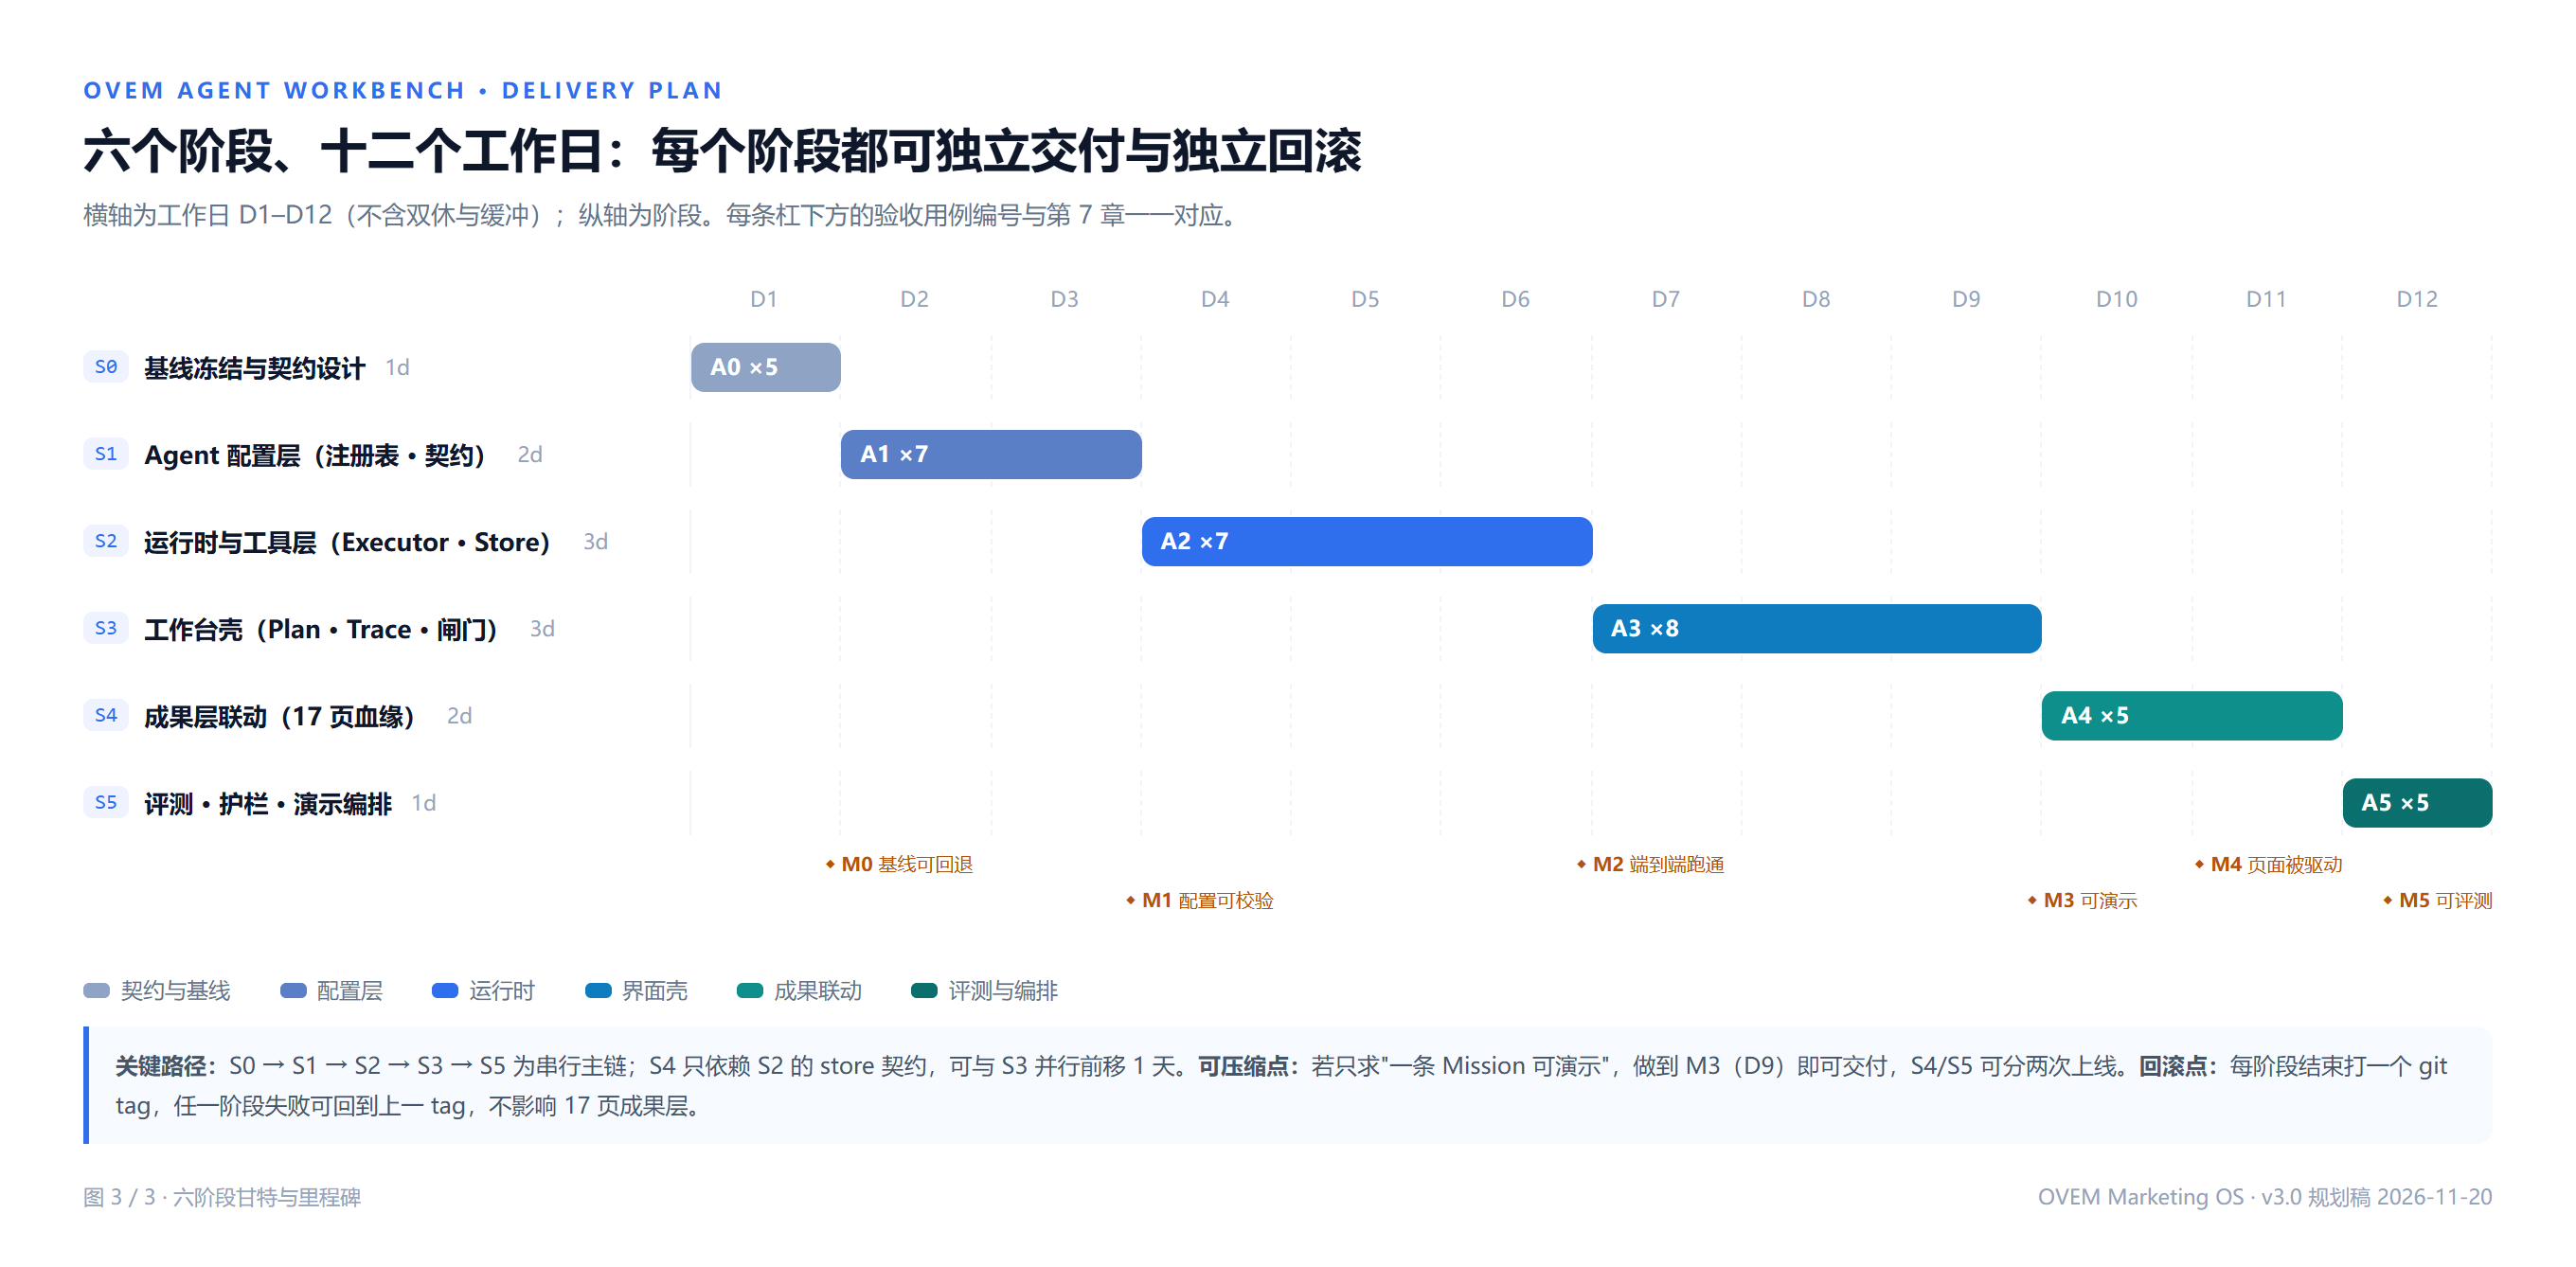 OVEM AGENT WORKBENCH • DELIVERY PLAN
六个阶段、十二个工作日：每个阶段都可独立交付与独立回滚
横轴为工作日 D1–D12（不含双休与缓冲）；纵轴为阶段。每条杠下方的验收用例编号与第 7 章一一对应。
D1 D2 D3 D4 D5 D6 D7 D8 D9 D10 D11 D12
S0 基线冻结与契约设计 1d A0 ×5
S1 Agent 配置层（注册表 • 契约） 2d A1 ×7
S2 运行时与工具层（Executor • Store） 3d A2 ×7
S3 工作台壳（Plan • Trace • 闸门） 3d A3 ×8
S4 成果层联动（17 页血缘） 2d A4 ×5
S5 评测 • 护栏 • 演示编排 1d A5 ×5
◆ M0 基线可回退 ◆ M2 端到端跑通 ◆ M4 页面被驱动
◆ M1 配置可校验 ◆ M3 可演示 ◆ M5 可评测
契约与基线 配置层 运行时 界面壳 成果联动 评测与编排
关键路径：S0 → S1 → S2 → S3 → S5 为串行主链；S4 只依赖 S2 的 store 契约，可与 S3 并行前移 1 天。可压缩点：若只求"一条 Mission 可演示"，做到 M3（D9）即可交付，S4/S5 可分两次上线。回滚点：每阶段结束打一个 git
tag，任一阶段失败可回到上一 tag，不影响 17 页成果层。
图 3 / 3 · 六阶段甘特与里程碑 OVEM Marketing OS · v3.0 规划稿 2026-11-20